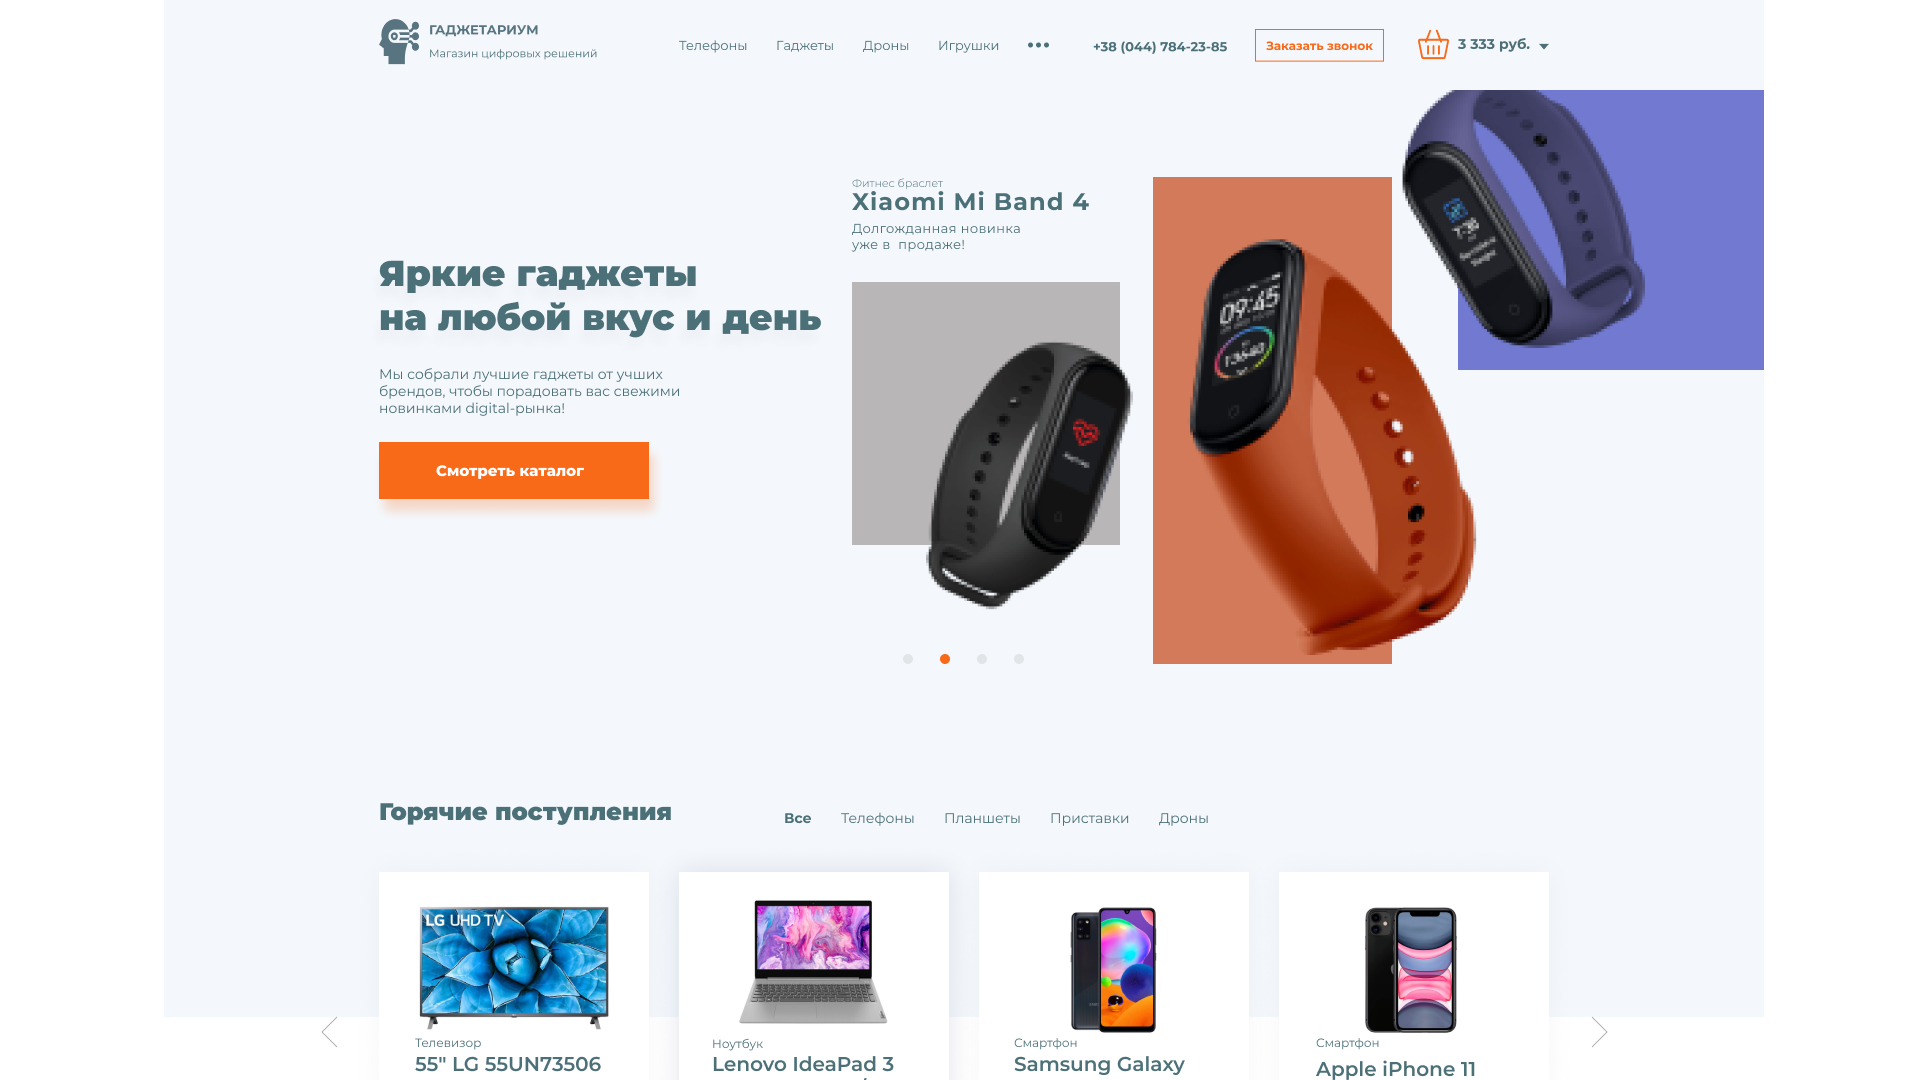 ГАДЖЕТАРИУМ
Магазин цифровых решений
Телефоны Гаджеты Дроны Игрушки
+38 (044) 784-23-85
Заказать звонок
3 333 руб.
Фитнес браслет
Xiaomi Mi Band 4
Долгожданная новинка
уже в продаже!
Яркие гаджеты
на любой вкус и день
Мы собрали лучшие гаджеты от учших
брендов, чтобы порадовать вас свежими
новинками digital-рынка!
Смотреть каталог
09:45
13640
Горячие поступления
Все Телефоны Планшеты Приставки Дроны
LG UHD TV
Телевизор
55" LG 55UN73506
Ноутбук
Lenovo IdeaPad 3
Смартфон
Samsung Galaxy
Смартфон
Apple iPhone 11